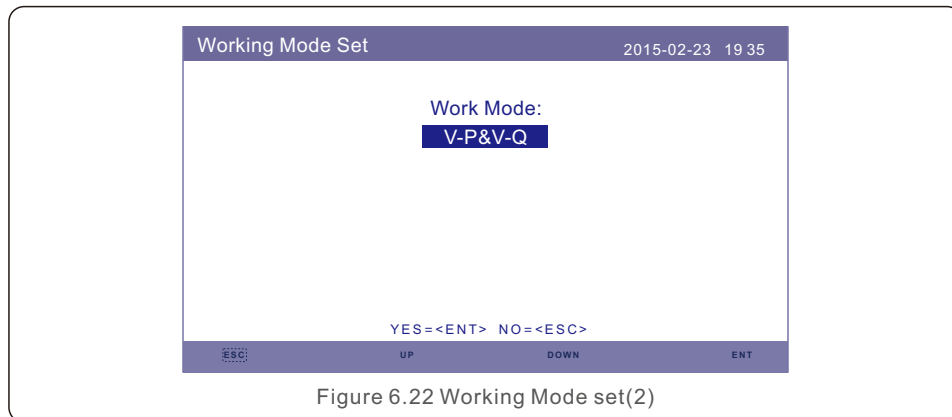 Working Mode Set 2015-02-23 19 35
Work Mode:
V-P&V-Q
YES=<ENT> NO=<ESC>
ESC UP DOWN ENT
Figure 6.22 Working Mode set(2)